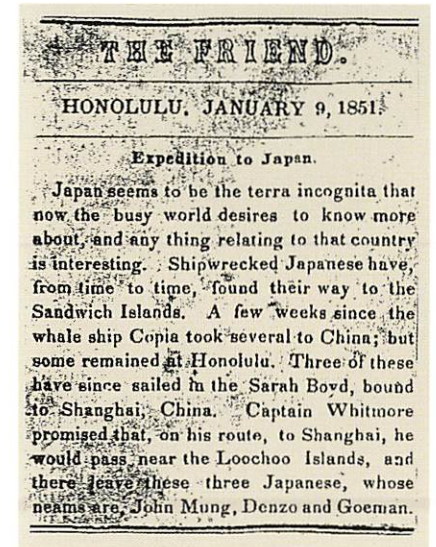 THE FRIEND.
HONOLULU, JANUARY 9, 1851.
Expedition to Japan.
Japan seems to be the terra incognita that
now the busy world desires to know more
about, and any thing relating to that country
is interesting. Shipwrecked Japanese have,
from time to time, found their way to the
Sandwich Islands. A few weeks since the
whale ship Copia took several to China; but
some remained at Honolulu. Three of these
have since sailed in the Sarah Boyd, bound
to Shanghai, China. Captain Whitmore
promised that, on his route, to Shanghai, he
would pass near the Loochoo Islands, and
there leave these three Japanese, whose
neams are, John Mung, Denzo and Goeman.